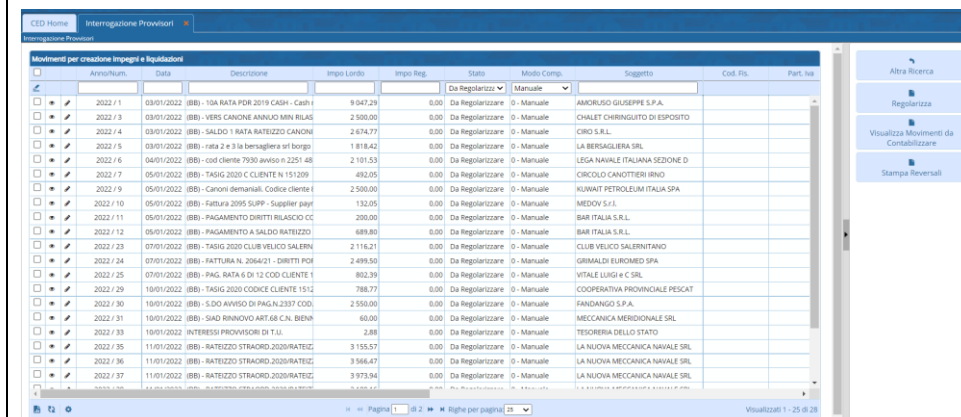 CED Home Interrogazione Provvisori ×
Interrogazione Provvisori
Movimenti per creazione impegni e liquidazioni
Anno/Num. Data Descrizione Impo Lordo Impo Reg. Stato Modo Comp. Soggetto Cod. Fis. Part. Iva
Da Regolarizza Manuale
2022 / 1 03/01/2022 (BB) - 10A RATA PDR 2019 CASH - Cash 9 047,29 0,00 Da Regolarizzare 0 - Manuale AMORUSO GIUSEPPE S.P.A.
2022 / 3 03/01/2022 (BB) - VERS CANONE ANNUO MIN RILAS 2 500,00 0,00 Da Regolarizzare 0 - Manuale CHALET CHIRINGUITO DI ESPOSITO
2022 / 4 03/01/2022 (BB) - SALDO 1 RATA RATEIZZO CANONI 2 674,77 0,00 Da Regolarizzare 0 - Manuale CIRO S.R.L.
2022 / 5 03/01/2022 (BB) - rata 2 e 3 la bersagliera srl borgo 1 818,42 0,00 Da Regolarizzare 0 - Manuale LA BERSAGLIERA SRL
2022 / 6 04/01/2022 (BB) - cod cliente 7930 avviso n 2251 48 2 101,53 0,00 Da Regolarizzare 0 - Manuale LEGA NAVALE ITALIANA SEZIONE D
2022 / 7 05/01/2022 (BB) - TASIG 2020 C CLIENTE N 151209 492,05 0,00 Da Regolarizzare 0 - Manuale CIRCOLO CANOTTIERI IRNO
2022 / 9 05/01/2022 (BB) - Canoni demaniali. Codice cliente 2 500,00 0,00 Da Regolarizzare 0 - Manuale KUWAIT PETROLEUM ITALIA SPA
2022 / 10 05/01/2022 (BB) - Fattura 2095 SUPP - Supplier payr 132,05 0,00 Da Regolarizzare 0 - Manuale MEDOV S.r.l.
2022 / 11 05/01/2022 (BB) - PAGAMENTO DIRITTI RILASCIO CC 200,00 0,00 Da Regolarizzare 0 - Manuale BAR ITALIA S.R.L.
2022 / 12 05/01/2022 (BB) - PAGAMENTO A SALDO RATEIZZO 689,80 0,00 Da Regolarizzare 0 - Manuale BAR ITALIA S.R.L.
2022 / 23 07/01/2022 (BB) - TASIG 2020 CLUB VELICO SALERN 2 116,21 0,00 Da Regolarizzare 0 - Manuale CLUB VELICO SALERNITANO
2022 / 24 07/01/2022 (BB) - FATTURA N. 2064/21 - DIRITTI POR 2 499,50 0,00 Da Regolarizzare 0 - Manuale GRIMALDI EUROMED SPA
2022 / 25 07/01/2022 (BB) - PAG. RATA 6 DI 12 COD CLIENTE 1 802,39 0,00 Da Regolarizzare 0 - Manuale VITALE LUIGI e C SRL
2022 / 29 10/01/2022 (BB) - TASIG 2020 CODICE CLIENTE 1512 788,77 0,00 Da Regolarizzare 0 - Manuale COOPERATIVA PROVINCIALE PESCAT
2022 / 30 10/01/2022 (BB) - S.DO AVVISO DI PAG.N.2337 COD. 2 550,00 0,00 Da Regolarizzare 0 - Manuale FANDANGO S.P.A.
2022 / 31 10/01/2022 (BB) - SIAD RINNOVO ART.68 C.N. BIENN 60,00 0,00 Da Regolarizzare 0 - Manuale MECCANICA MERIDIONALE SRL
2022 / 33 10/01/2022 INTERESSI PROVVISORI DI T.U. 2,88 0,00 Da Regolarizzare 0 - Manuale TESORERIA DELLO STATO
2022 / 35 11/01/2022 (BB) - RATEIZZO STRAORD.2020/RATEIZ. 3 155,57 0,00 Da Regolarizzare 0 - Manuale LA NUOVA MECCANICA NAVALE SRL
2022 / 36 11/01/2022 (BB) - RATEIZZO STRAORD.2020/RATEIZ. 3 566,47 0,00 Da Regolarizzare 0 - Manuale LA NUOVA MECCANICA NAVALE SRL
2022 / 37 11/01/2022 (BB) - RATEIZZO STRAORD.2020/RATEIZ. 3 973,94 0,00 Da Regolarizzare 0 - Manuale LA NUOVA MECCANICA NAVALE SRL
Pagina 1 di 2 Righe per pagina: 25 Visualizzati 1 - 25 di 28
Altra Ricerca
Regolarizza
Visualizza Movimenti da
Contabilizzare
Stampa Reversali